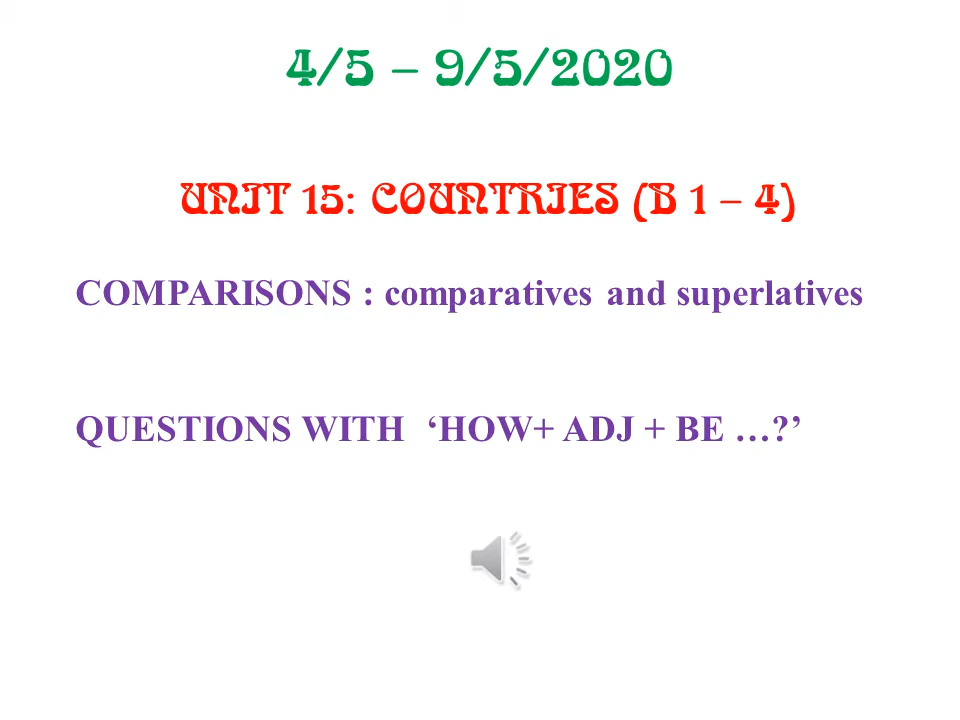 4/5 – 9/5/2020
UNIT 15: COUNTRIES (B 1 – 4)
COMPARISONS : comparatives and superlatives
QUESTIONS WITH ‘HOW+ ADJ + BE …?’